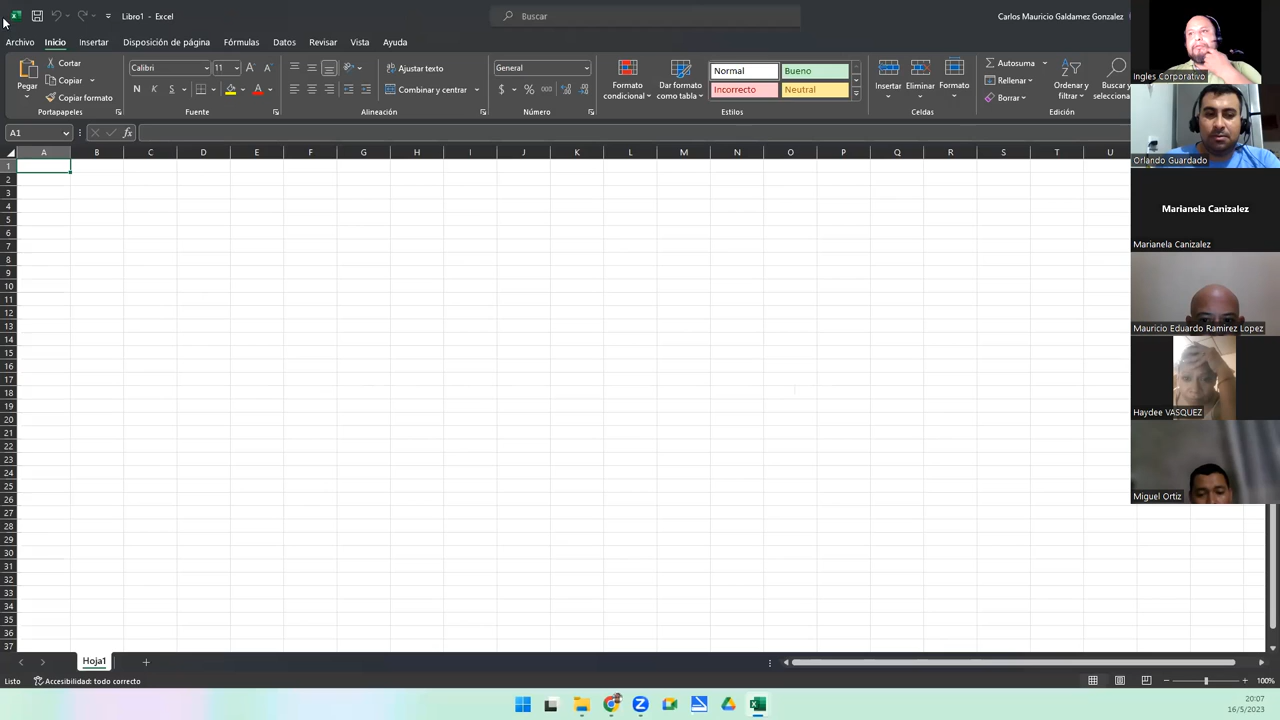 Libro1 - Excel
Buscar
Carlos Mauricio Galdamez Gonzalez
Archivo Inicio Insertar Disposición de página Fórmulas Datos Revisar Vista Ayuda
Pegar
Cortar
Copiar
Copiar formato
Portapapeles
Calibri 11
N K S
Fuente
Ajustar texto
Combinar y centrar
Alineación
General
$ % 000
Número
Formato condicional
Dar formato como tabla
Normal Bueno
Incorrecto Neutral
Estilos
Insertar Eliminar Formato
Celdas
Autosuma
Rellenar
Borrar
Ordenar y filtrar
Buscar y selecciona
Edición
A1
fx
A B C D E F G H I J K L M N O P Q R S T U
1
2
3
4
5
6
7
8
9
10
11
12
13
14
15
16
17
18
19
20
21
22
23
24
25
26
27
28
29
30
31
32
33
34
35
36
37
Ingles Corporativo
Orlando Guardado
Marianela Canizalez
Marianela Canizalez
Mauricio Eduardo Ramirez Lopez
Haydee VASQUEZ
Miguel Ortiz
Hoja1
Listo
Accesibilidad: todo correcto
100%
20:07
16/5/2023